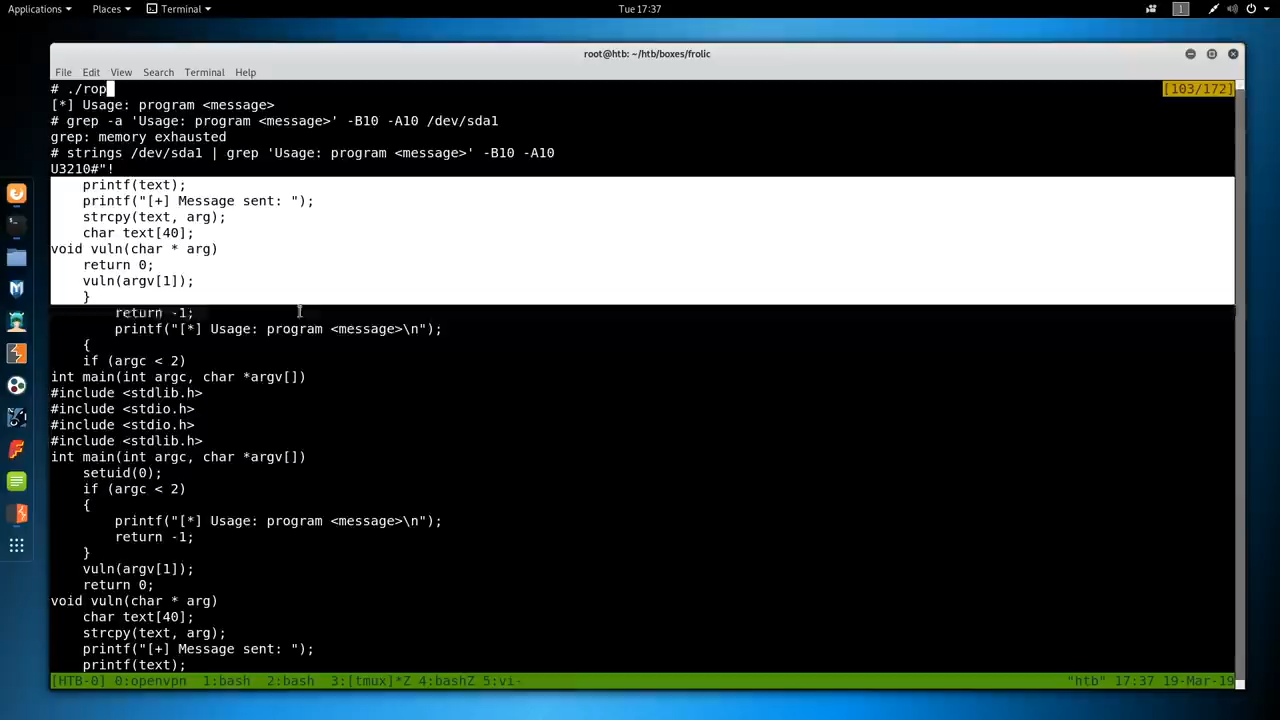 Applications Places Terminal Tue 17:37 1
root@htb: ~/htb/boxes/frolic
File Edit View Search Terminal Help
# ./rop [103/172]
[*] Usage: program <message>
# grep -a 'Usage: program <message>' -B10 -A10 /dev/sda1
grep: memory exhausted
# strings /dev/sda1 | grep 'Usage: program <message>' -B10 -A10
U3210#"!
printf(text);
printf("[+] Message sent: ");
strcpy(text, arg);
char text[40];
void vuln(char * arg)
return 0;
vuln(argv[1]);
}
return -1;
printf("[*] Usage: program <message>\n");
{
if (argc < 2)
int main(int argc, char *argv[])
#include <stdlib.h>
#include <stdio.h>
#include <stdio.h>
#include <stdlib.h>
int main(int argc, char *argv[])
setuid(0);
if (argc < 2)
{
printf("[*] Usage: program <message>\n");
return -1;
}
vuln(argv[1]);
return 0;
void vuln(char * arg)
char text[40];
strcpy(text, arg);
printf("[+] Message sent: ");
printf(text);
[HTB-0] 0:openvpn 1:bash 2:bash 3:[tmux]*Z 4:bashZ 5:vi- "htb" 17:37 19-Mar-19